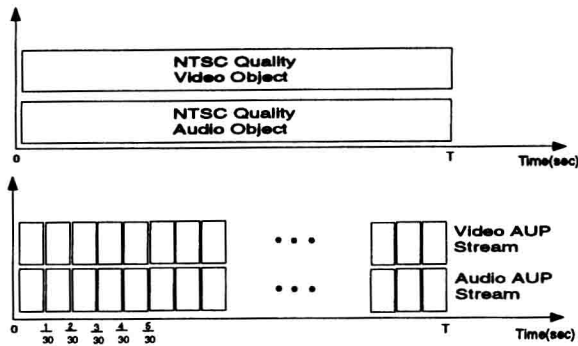 NTSC Quality
Video Object
NTSC Quality
Audio Object
0
T
Time(sec)
Video AUP
Stream
Audio AUP
Stream
0
1/30 2/30 3/30 4/30 5/30
T
Time(sec)